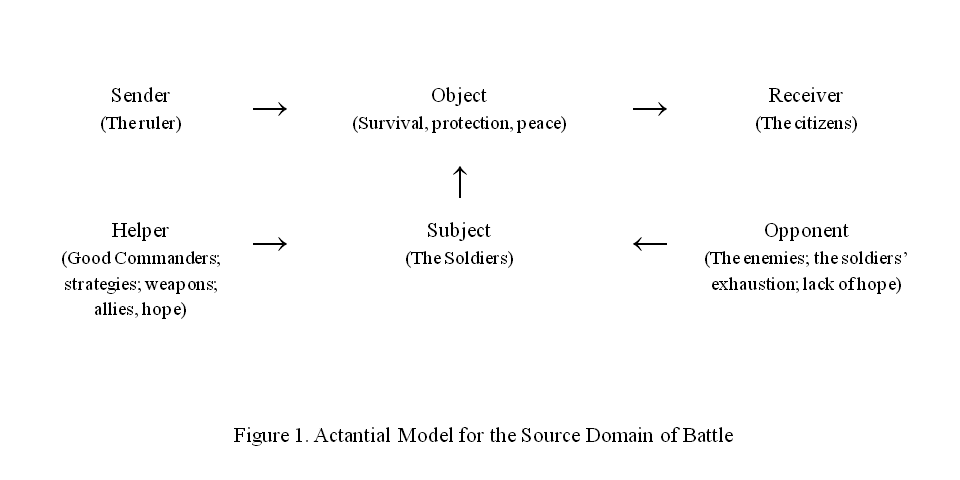 Sender
(The ruler)
Object
(Survival, protection, peace)
Receiver
(The citizens)
Helper
(Good Commanders;
strategies; weapons;
allies, hope)
Subject
(The Soldiers)
Opponent
(The enemies; the soldiers’
exhaustion; lack of hope)
Figure 1. Actantial Model for the Source Domain of Battle